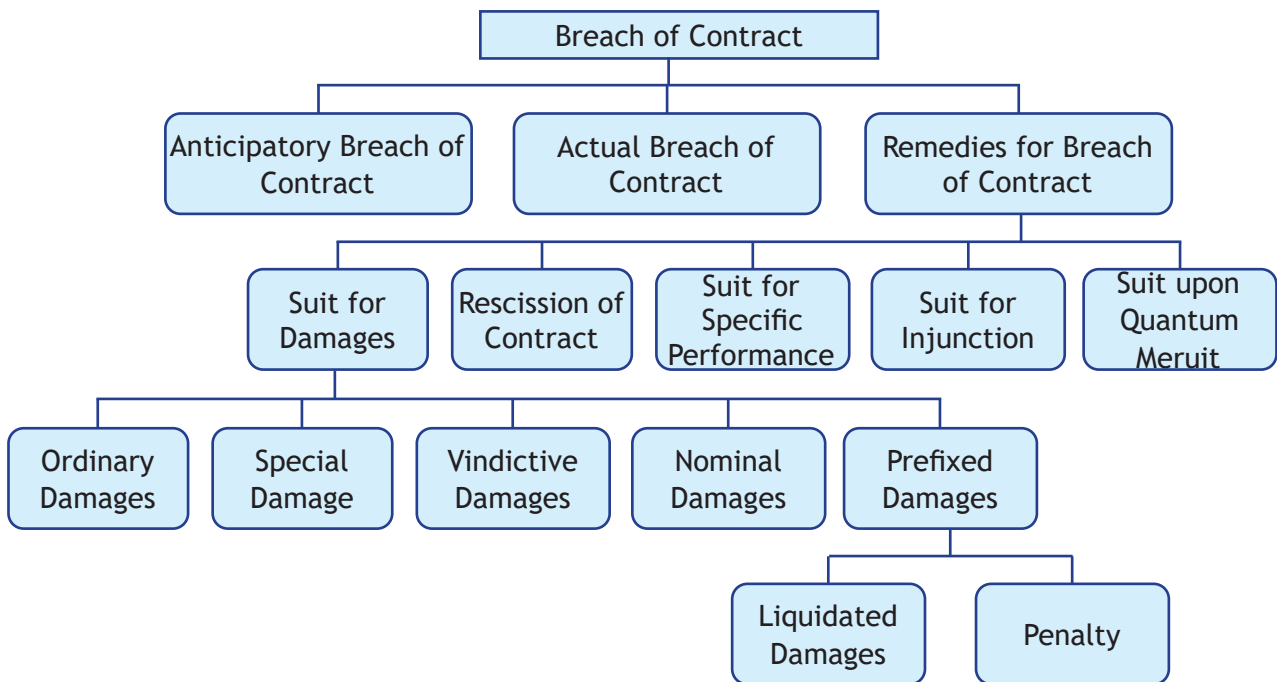 Breach of Contract
Anticipatory Breach of
Contract
Actual Breach of
Contract
Remedies for Breach
of Contract
Suit for
Damages
Rescission of
Contract
Suit for
Specific
Performance
Suit for
Injunction
Suit upon
Quantum
Meruit
Ordinary
Damages
Special
Damage
Vindictive
Damages
Nominal
Damages
Prefixed
Damages
Liquidated
Damages
Penalty